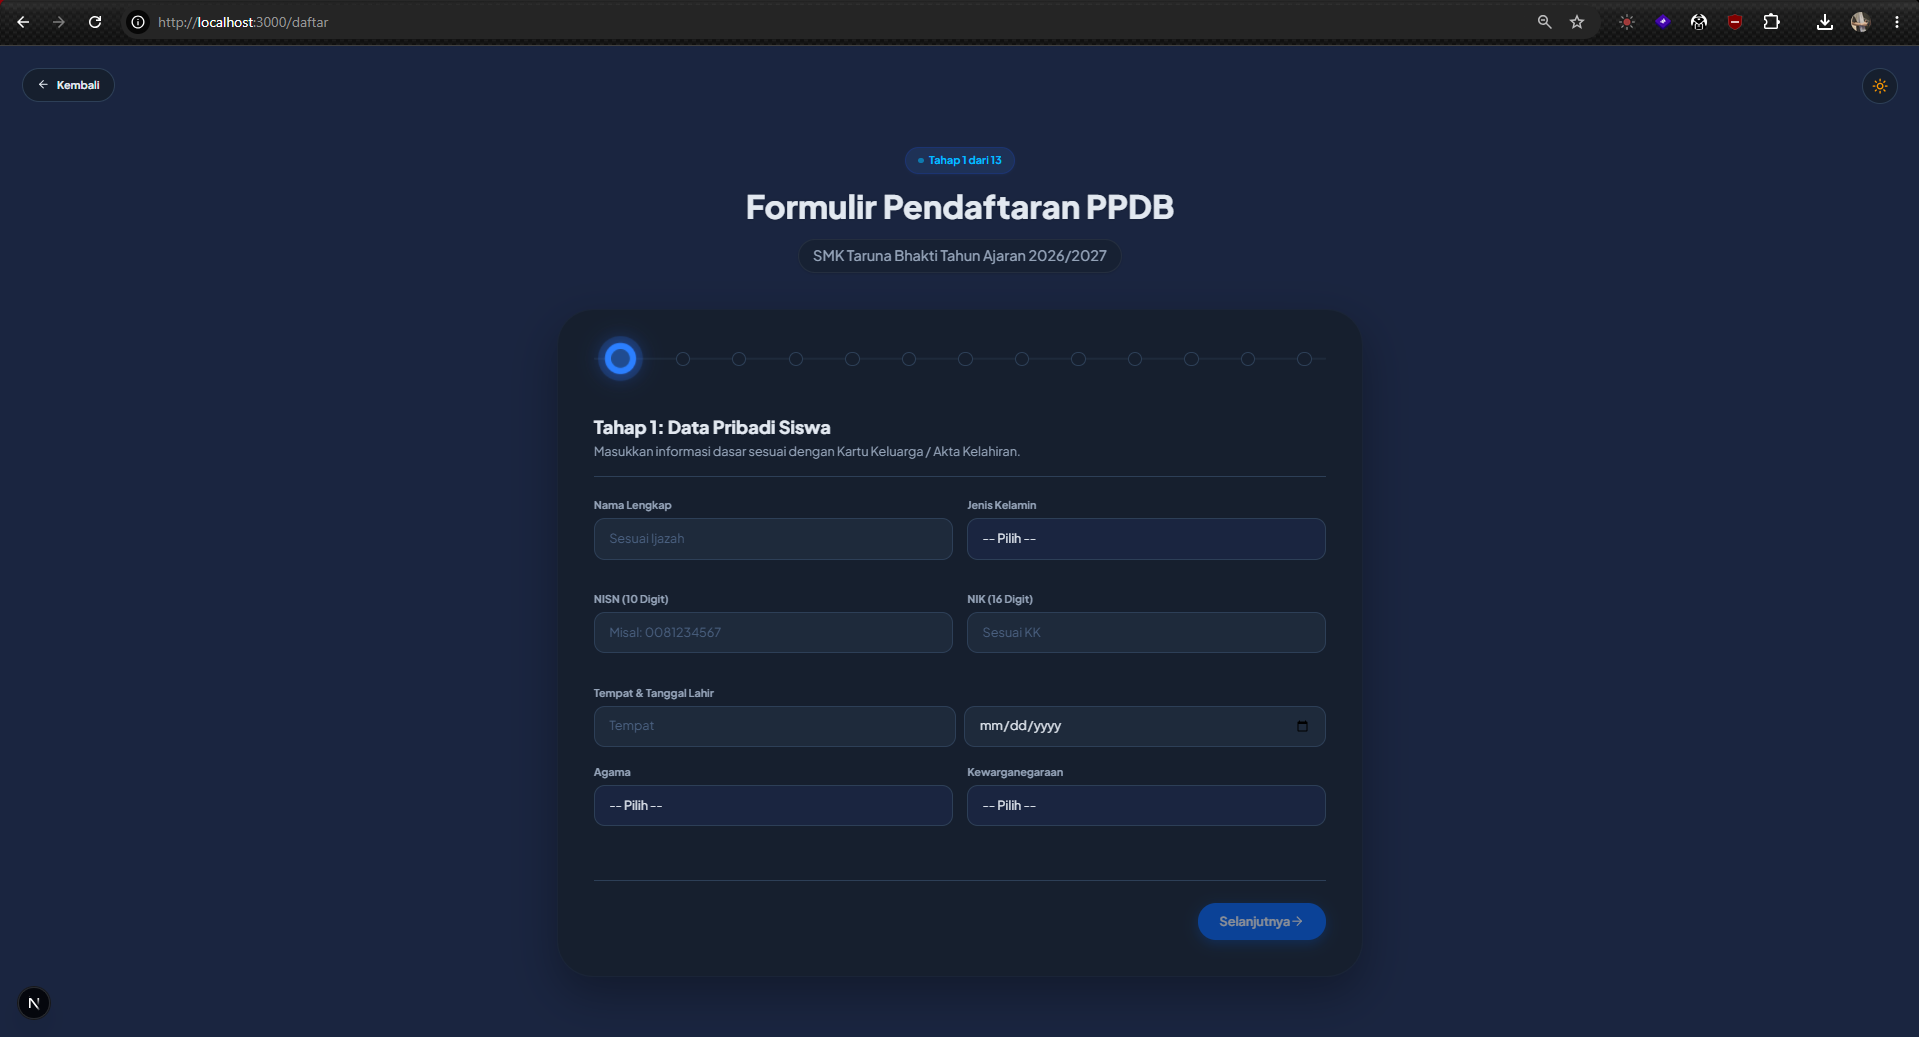 http://localhost:3000/daftar
Kembali
Tahap 1 dari 13
Formulir Pendaftaran PPDB
SMK Taruna Bhakti Tahun Ajaran 2026/2027
Tahap 1: Data Pribadi Siswa
Masukkan informasi dasar sesuai dengan Kartu Keluarga / Akta Kelahiran.
Nama Lengkap
Jenis Kelamin
Sesuai Ijazah
-- Pilih --
NISN (10 Digit)
NIK (16 Digit)
Misal: 0081234567
Sesuai KK
Tempat & Tanggal Lahir
Tempat
mm/dd/yyyy
Agama
Kewarganegaraan
-- Pilih --
-- Pilih --
Selanjutnya
N